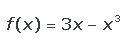 f(x) = 3x − x³